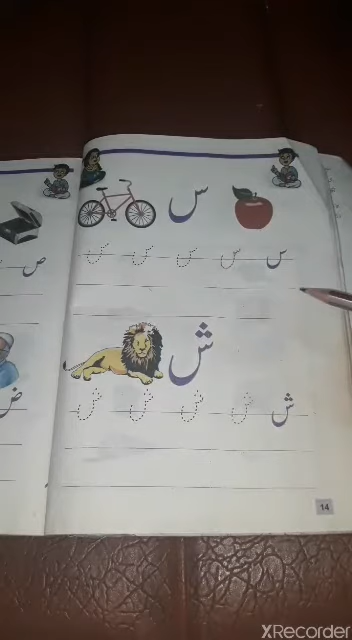 س
س س س س س
ص
ش
ش ش ش ش ش
ض
14
XRecorder